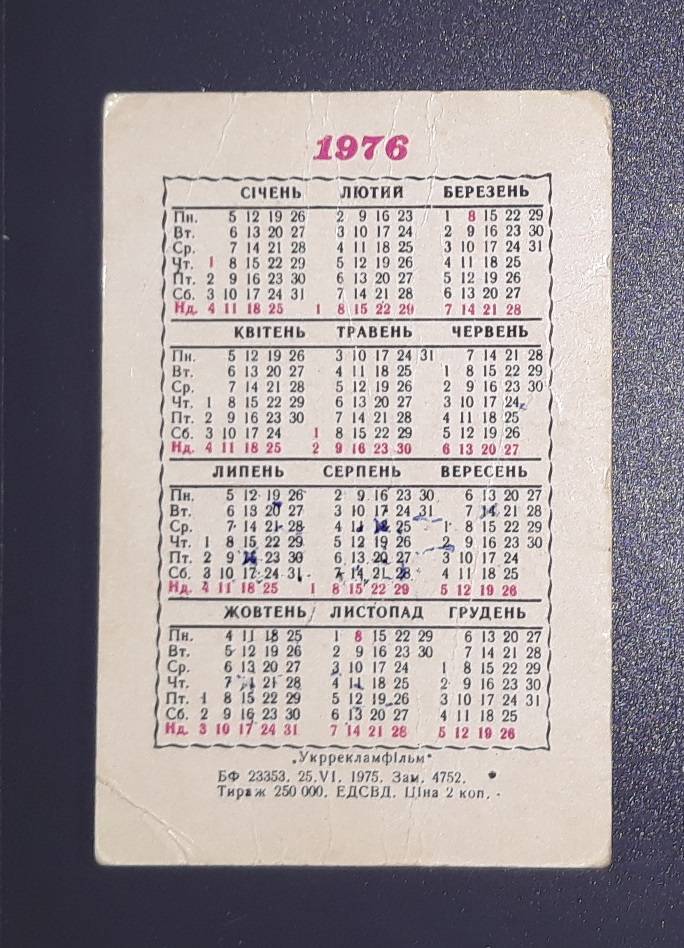 1976
СІЧЕНЬ ЛЮТИЙ БЕРЕЗЕНЬ
Пн. 5 12 19 26 2 9 16 23 1 8 15 22 29
Вт. 6 13 20 27 3 10 17 24 2 9 16 23 30
Ср. 7 14 21 28 4 11 18 25 3 10 17 24 31
Чт. 1 8 15 22 29 5 12 19 26 4 11 18 25
Пт. 2 9 16 23 30 6 13 20 27 5 12 19 26
Сб. 3 10 17 24 31 7 14 21 28 6 13 20 27
Нд. 4 11 18 25 1 8 15 22 29 7 14 21 28
КВІТЕНЬ ТРАВЕНЬ ЧЕРВЕНЬ
Пн. 5 12 19 26 3 10 17 24 31 7 14 21 28
Вт. 6 13 20 27 4 11 18 25 1 8 15 22 29
Ср. 7 14 21 28 5 12 19 26 2 9 16 23 30
Чт. 1 8 15 22 29 6 13 20 27 3 10 17 24
Пт. 2 9 16 23 30 7 14 21 28 4 11 18 25
Сб. 3 10 17 24 1 8 15 22 29 5 12 19 26
Нд. 4 11 18 25 2 9 16 23 30 6 13 20 27
ЛИПЕНЬ СЕРПЕНЬ ВЕРЕСЕНЬ
Пн. 5 12 19 26 2 9 16 23 30 6 13 20 27
Вт. 6 13 20 27 3 10 17 24 31 7 14 21 28
Ср. 7 14 21 28 4 11 18 25 1 8 15 22 29
Чт. 1 8 15 22 29 5 12 19 26 2 9 16 23 30
Пт. 2 9 16 23 30 6 13 20 27 3 10 17 24
Сб. 3 10 17 24 31 7 14 21 28 4 11 18 25
Нд. 4 11 18 25 1 8 15 22 29 5 12 19 26
ЖОВТЕНЬ ЛИСТОПАД ГРУДЕНЬ
Пн. 4 11 18 25 1 8 15 22 29 6 13 20 27
Вт. 5 12 19 26 2 9 16 23 30 7 14 21 28
Ср. 6 13 20 27 3 10 17 24 1 8 15 22 29
Чт. 7 14 21 28 4 11 18 25 2 9 16 23 30
Пт. 1 8 15 22 29 5 12 19 26 3 10 17 24 31
Сб. 2 9 16 23 30 6 13 20 27 4 11 18 25
Нд. 3 10 17 24 31 7 14 21 28 5 12 19 26
„Укррекламфільм"
БФ 23353. 25.VI. 1975. Зам. 4752.
Тираж 250 000. ЕДСВД. Ціна 2 коп.